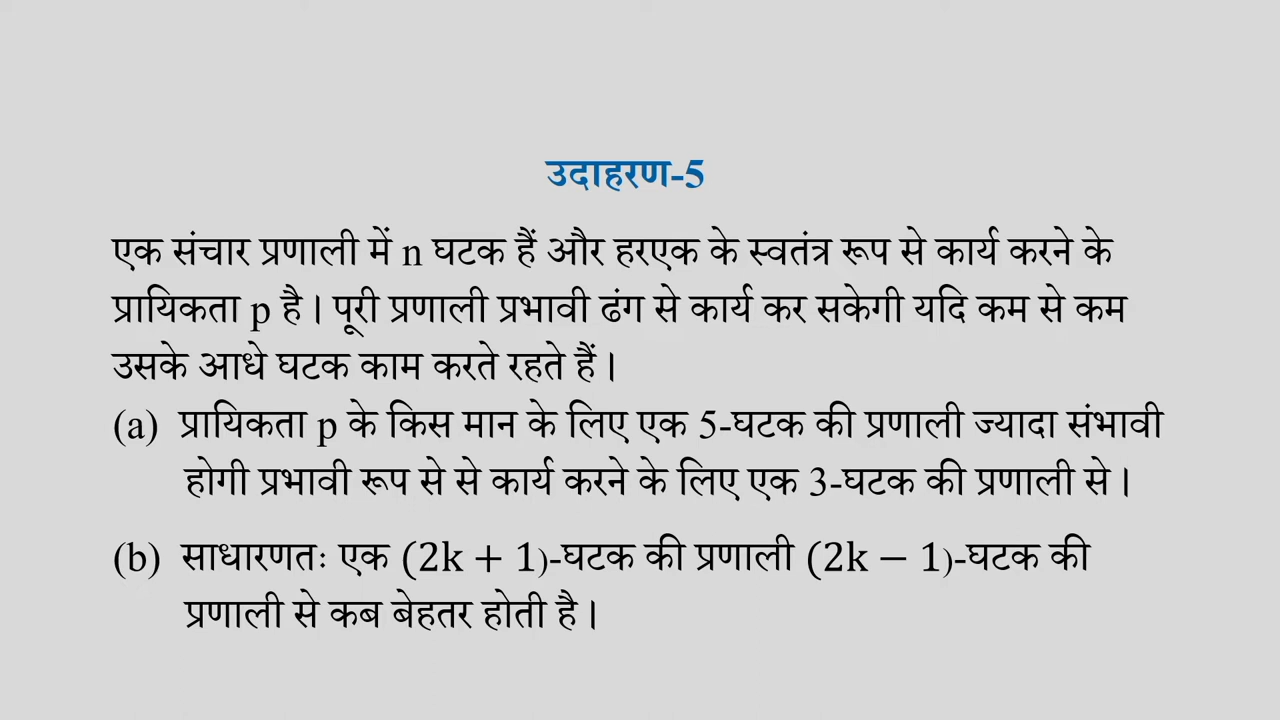 उदाहरण-5
एक संचार प्रणाली में n घटक हैं और हरएक के स्वतंत्र रूप से कार्य करने के
प्रायिकता p है। पूरी प्रणाली प्रभावी ढंग से कार्य कर सकेगी यदि कम से कम
उसके आधे घटक काम करते रहते हैं।
(a) प्रायिकता p के किस मान के लिए एक 5-घटक की प्रणाली ज्यादा संभावी
होगी प्रभावी रूप से से कार्य करने के लिए एक 3-घटक की प्रणाली से।
(b) साधारणतः एक (2k + 1)-घटक की प्रणाली (2k − 1)-घटक की
प्रणाली से कब बेहतर होती है।